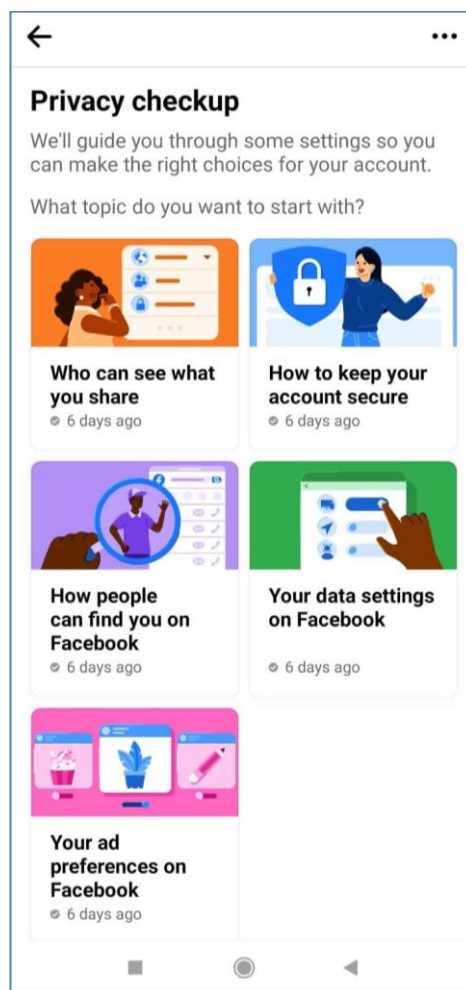 Privacy checkup
We'll guide you through some settings so you
can make the right choices for your account.
What topic do you want to start with?
Who can see what
you share
6 days ago
How to keep your
account secure
6 days ago
How people
can find you on
Facebook
6 days ago
Your data settings
on Facebook
6 days ago
Your ad
preferences on
Facebook
6 days ago